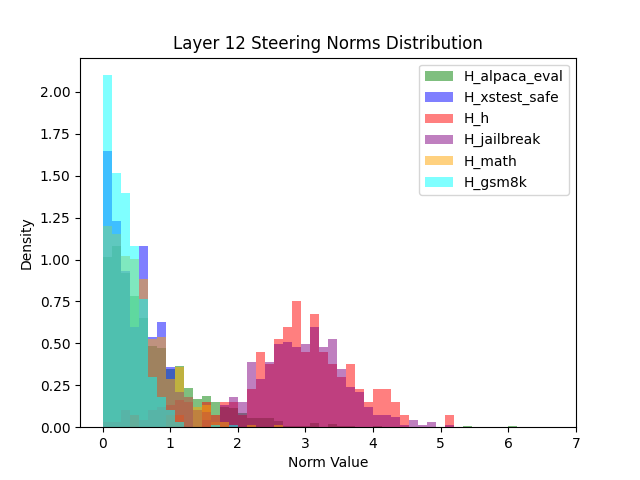 Layer 12 Steering Norms Distribution
H_alpaca_eval
H_xstest_safe
H_h
H_jailbreak
H_math
H_gsm8k
2.00
1.75
1.50
1.25
1.00
0.75
0.50
0.25
0.00
Density
0 1 2 3 4 5 6 7
Norm Value